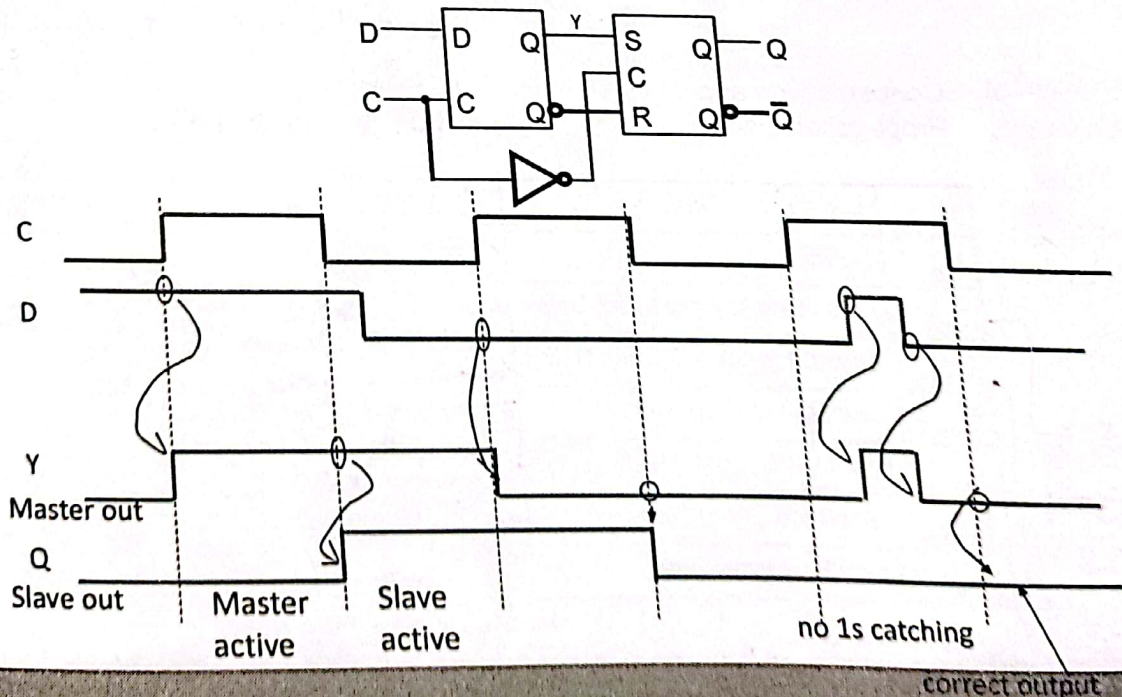 Y
D D Q S Q Q
C
C C Q R Q Q̅
C
D
Y
Master out
Q
Slave out
Master
active
Slave
active
no 1s catching
correct output